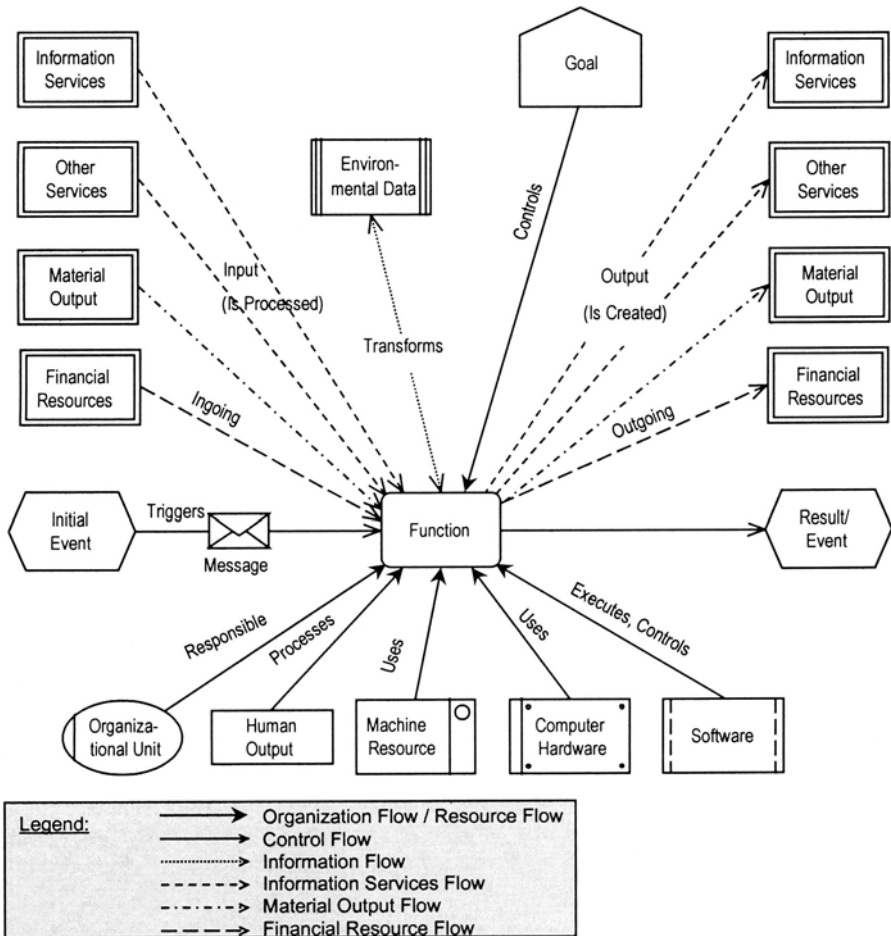 Information
Services
Goal
Information
Services
Environ-
mental Data
Other
Services
Other
Services
Controls
Input
(Is Processed)
Output
(Is Created)
Material
Output
Material
Output
Transforms
Financial
Resources
Ingoing
Outgoing
Financial
Resources
Initial
Event
Triggers
Message
Function
Result/
Event
Responsible
Processes
Uses
Uses
Executes, Controls
Organiza-
tional Unit
Human
Output
Machine
Resource
Computer
Hardware
Software
Legend:
Organization Flow / Resource Flow
Control Flow
Information Flow
Information Services Flow
Material Output Flow
Financial Resource Flow